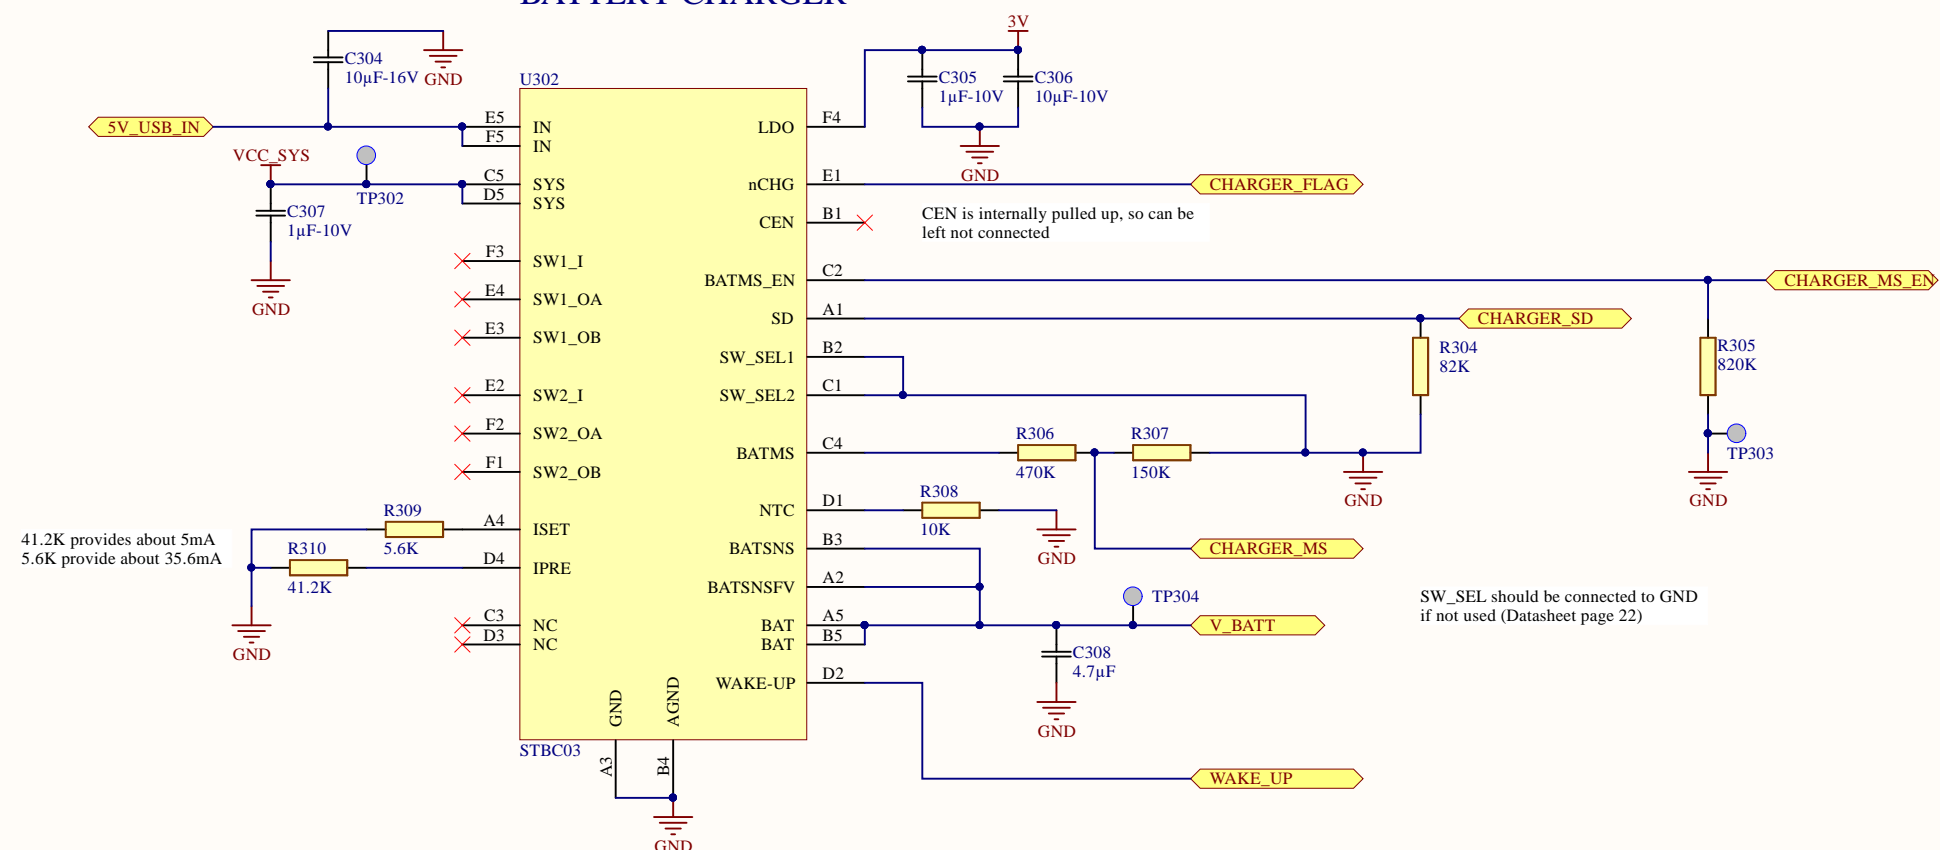 BATTERY CHARGER
3V
C304
10µF-16V
GND
C305
1µF-10V
C306
10µF-10V
U302
5V_USB_IN
E5
IN
F5
IN
LDO
F4
VCC_SYS
TP302
C5
SYS
D5
SYS
GND
nCHG
E1
CHARGER_FLAG
C307
1µF-10V
CEN
B1
CEN is internally pulled up, so can be
left not connected
F3
SW1_I
GND
BATMS_EN
C2
CHARGER_MS_EN
E4
SW1_OA
SD
A1
CHARGER_SD
E3
SW1_OB
SW_SEL1
B2
R304
82K
R305
820K
E2
SW2_I
SW_SEL2
C1
F2
SW2_OA
BATMS
C4
R306
470K
R307
150K
TP303
F1
SW2_OB
GND
GND
R309
5.6K
A4
ISET
NTC
D1
R308
10K
GND
41.2K provides about 5mA
5.6K provide about 35.6mA
R310
41.2K
D4
IPRE
BATSNS
B3
CHARGER_MS
BATSNSFV
A2
TP304
SW_SEL should be connected to GND
if not used (Datasheet page 22)
GND
C3
NC
D3
NC
BAT
A5
BAT
B5
V_BATT
C308
4.7µF
GND
WAKE-UP
D2
GND
AGND
STBC03
A3
B4
WAKE_UP
GND